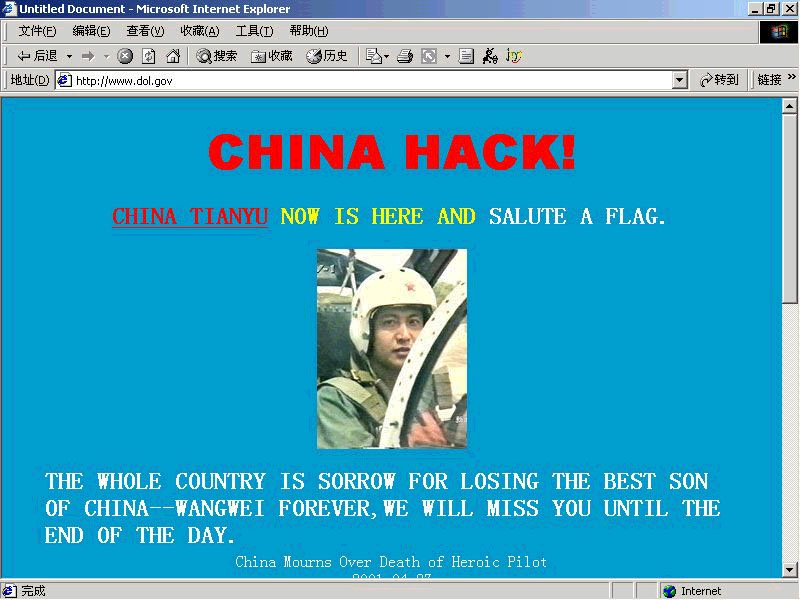 Untitled Document - Microsoft Internet Explorer
文件(F) 编辑(E) 查看(V) 收藏(A) 工具(T) 帮助(H)
后退 搜索 收藏 历史
地址(D) http://www.dol.gov 转到 链接 »
CHINA HACK!
CHINA TIANYU NOW IS HERE AND SALUTE A FLAG.
THE WHOLE COUNTRY IS SORROW FOR LOSING THE BEST SON
OF CHINA--WANGWEI FOREVER,WE WILL MISS YOU UNTIL THE
END OF THE DAY.
China Mourns Over Death of Heroic Pilot
完成 Internet